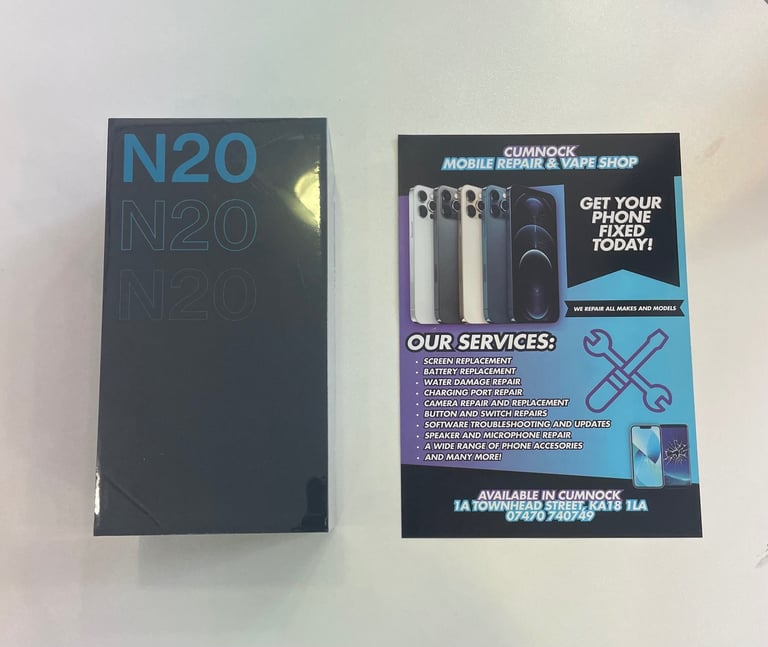 N20
N20
N20
CUMNOCK
MOBILE REPAIR & VAPE SHOP
GET YOUR
PHONE
FIXED
TODAY!
WE REPAIR ALL MAKES AND MODELS
OUR SERVICES:
• SCREEN REPLACEMENT
• BATTERY REPLACEMENT
• WATER DAMAGE REPAIR
• CHARGING PORT REPAIR
• CAMERA REPAIR AND REPLACEMENT
• BUTTON AND SWITCH REPAIRS
• SOFTWARE TROUBLESHOOTING AND UPDATES
• SPEAKER AND MICROPHONE REPAIR
• A WIDE RANGE OF PHONE ACCESORIES
• AND MANY MORE!
AVAILABLE IN CUMNOCK
1A TOWNHEAD STREET, KA18 1LA
07470 740749